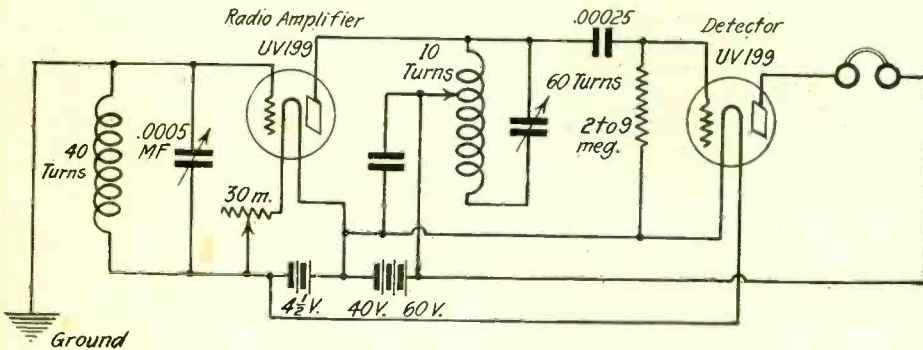 Radio Amplifier
UV199
.00025
Detector
UV199
10
Turns
60 Turns
.0005
MF
40
Turns
2 to 9
meg.
30 m.
4½ V.
40 V. 60 V.
Ground